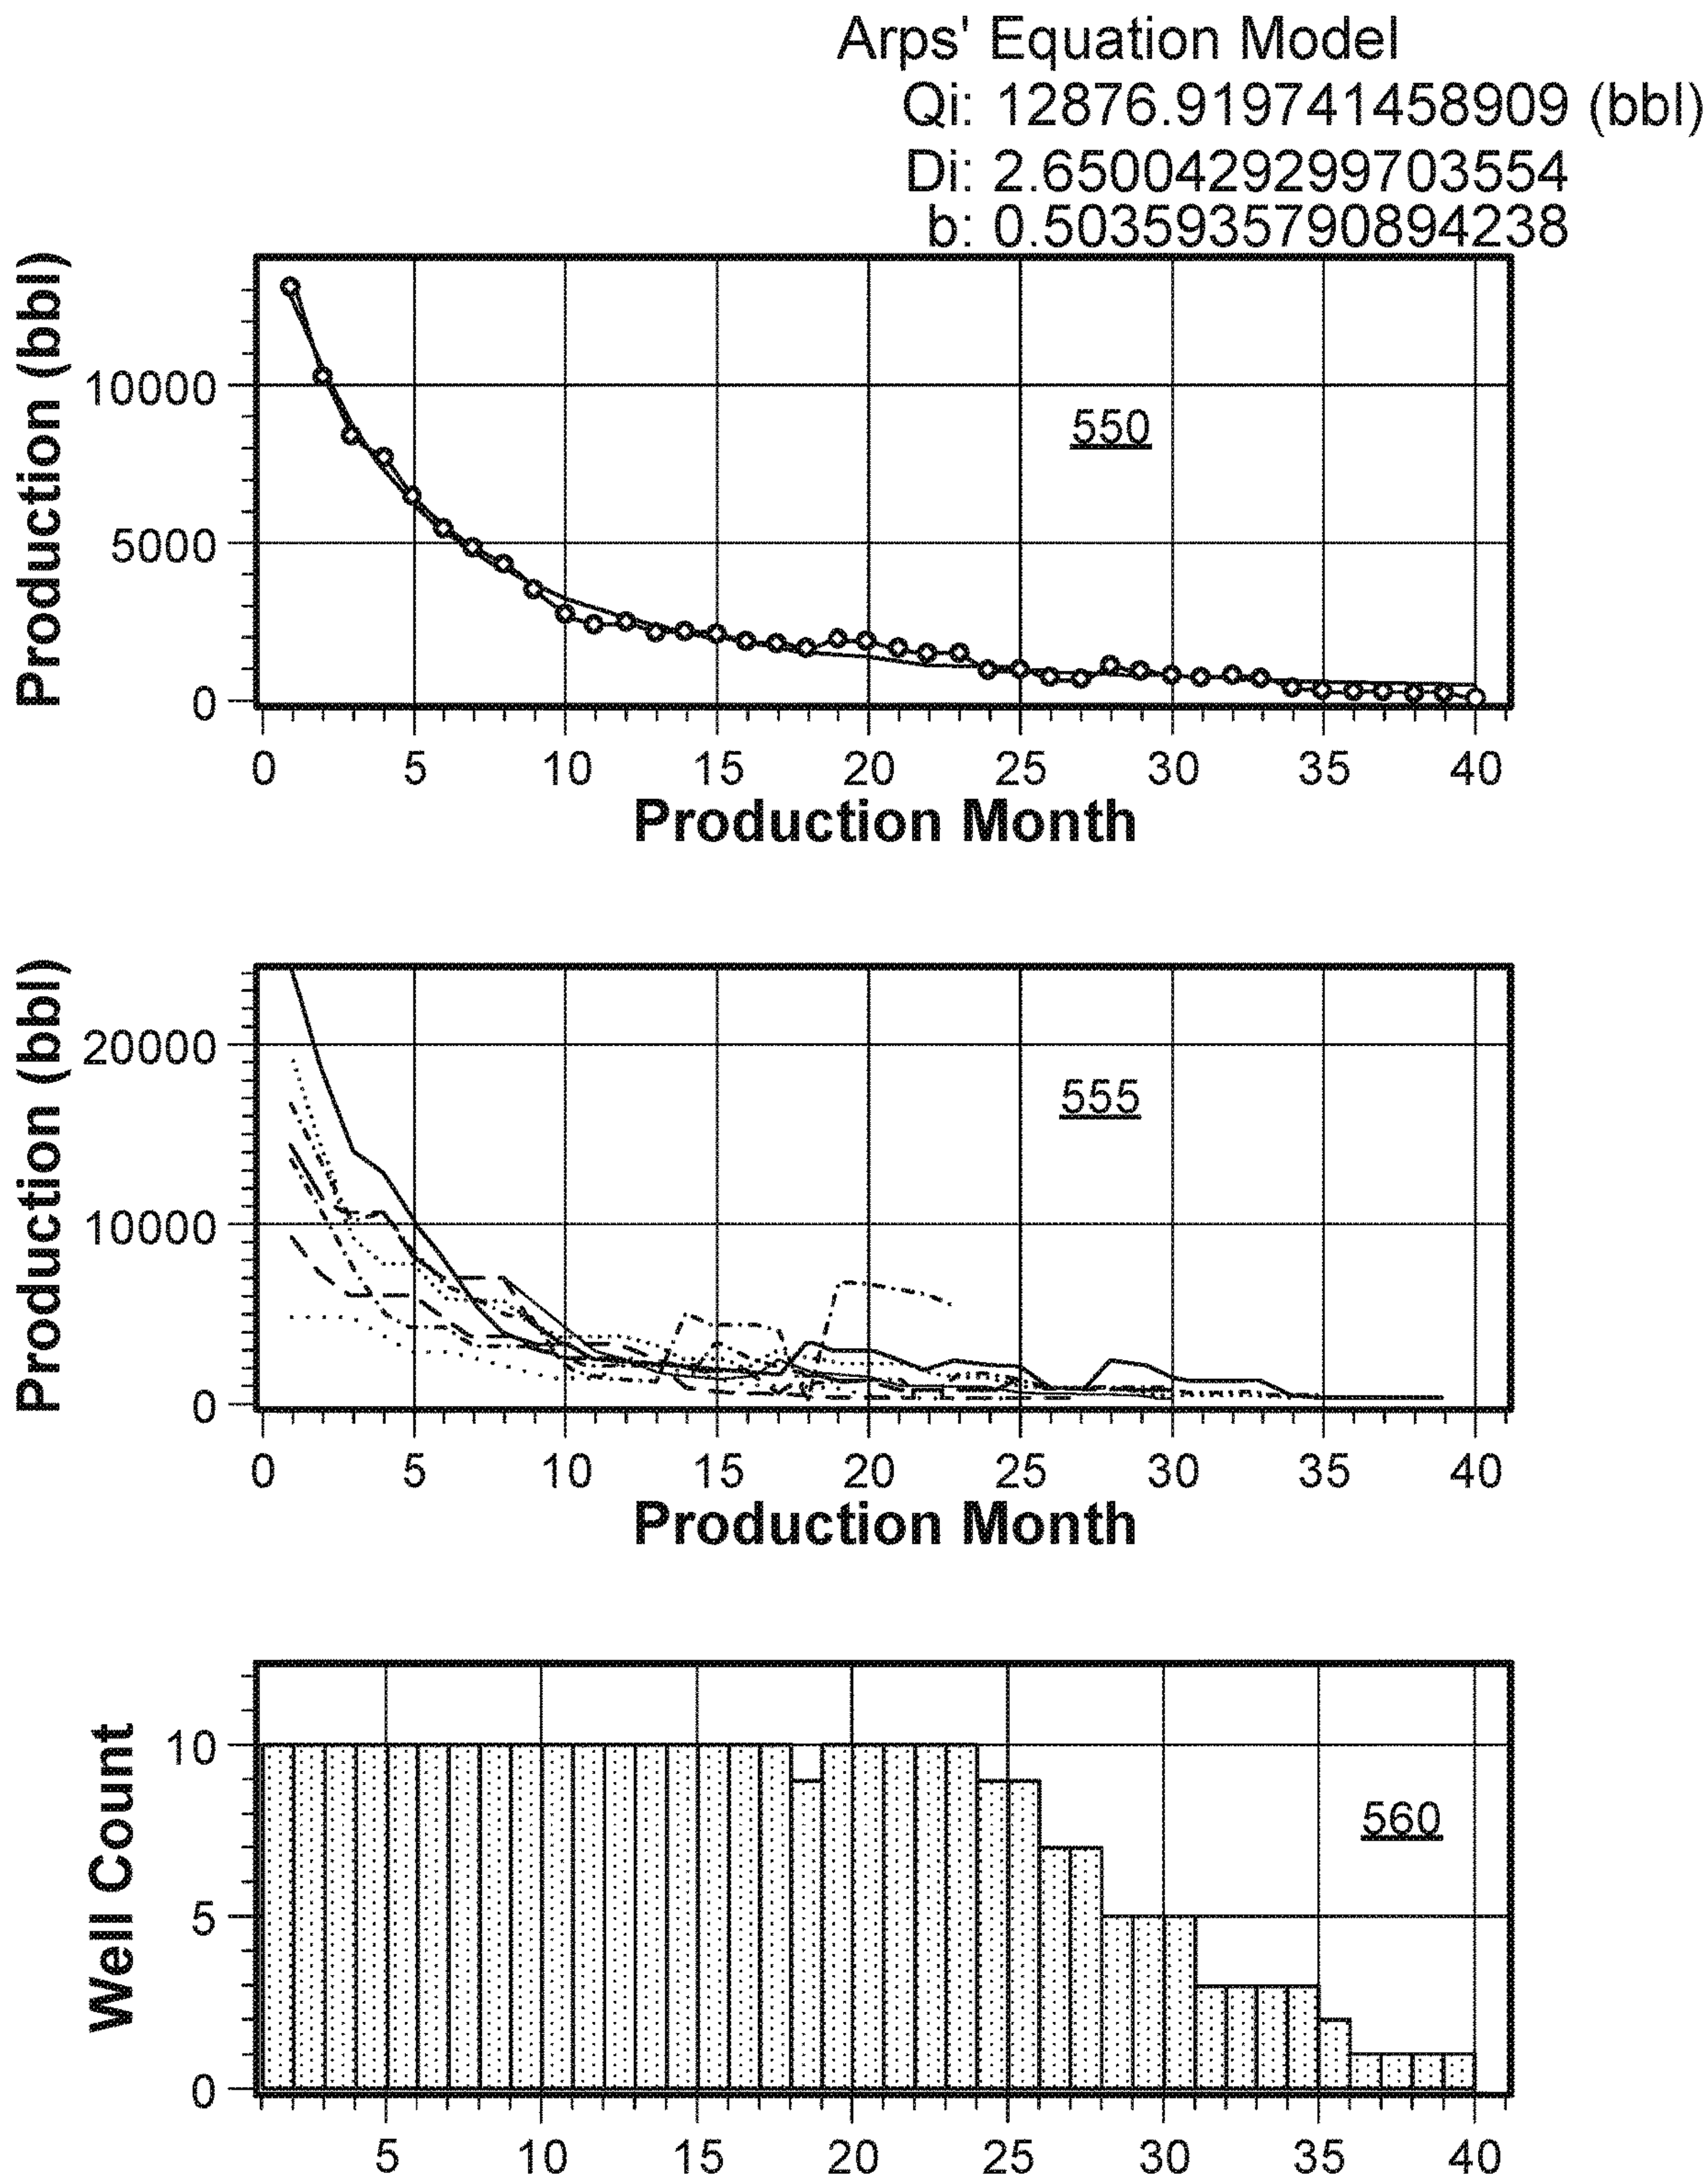 Arps' Equation Model
Qi: 12876.919741458909 (bbl)
Di: 2.6500429299703554
b: 0.5035935790894238
Production (bbl)
10000
5000
0
550
0 5 10 15 20 25 30 35 40
Production Month
Production (bbl)
20000
10000
0
555
0 5 10 15 20 25 30 35 40
Production Month
Well Count
10
5
0
560
5 10 15 20 25 30 35 40